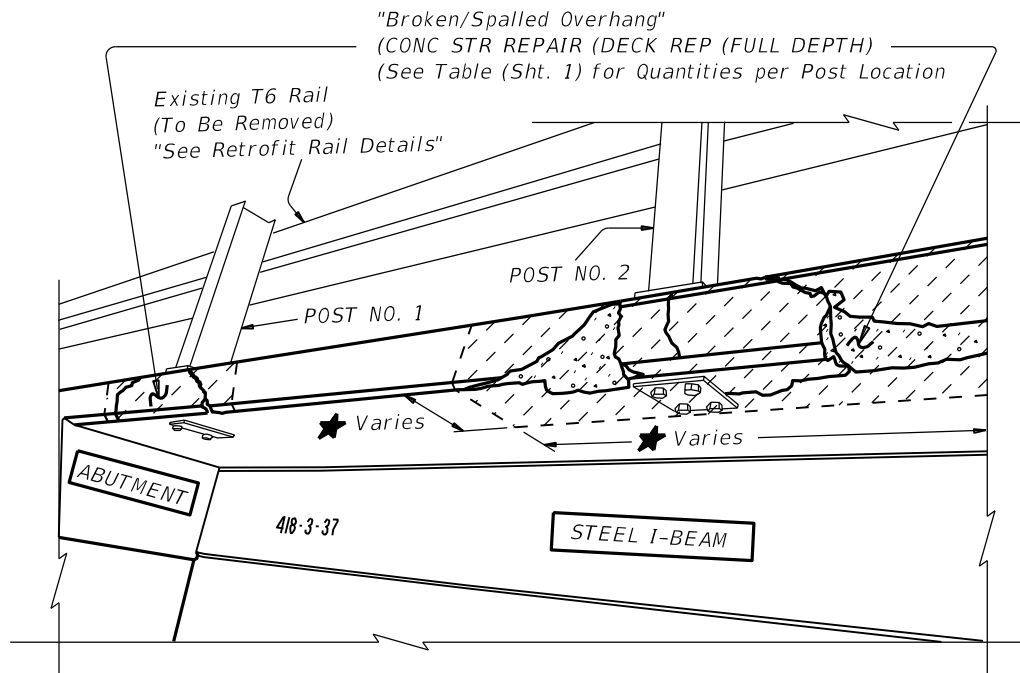 "Broken/Spalled Overhang"
(CONC STR REPAIR (DECK REP (FULL DEPTH)
(See Table (Sht. 1) for Quantities per Post Location
Existing T6 Rail
(To Be Removed)
"See Retrofit Rail Details"
POST NO. 2
POST NO. 1
Varies
Varies
ABUTMENT
418-3-37
STEEL I-BEAM